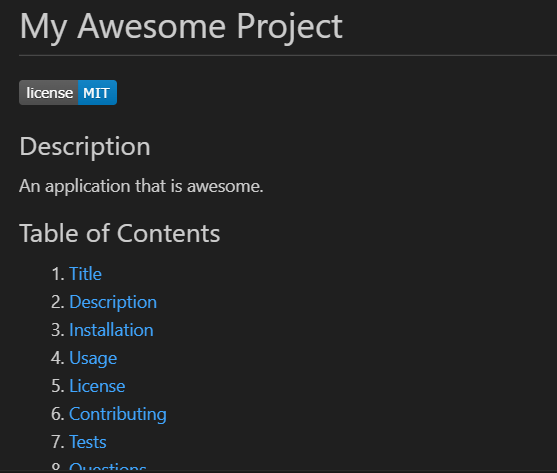 My Awesome Project
license MIT
Description
An application that is awesome.
Table of Contents
1. Title
2. Description
3. Installation
4. Usage
5. License
6. Contributing
7. Tests
8. Questions